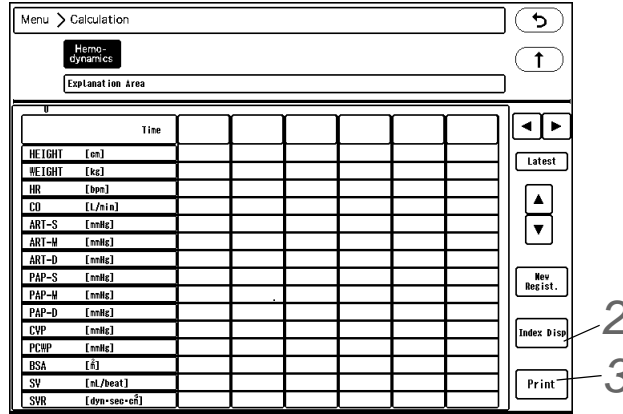 Menu > Calculation
Hemo-
dynamics
Explanation Area
Time
HEIGHT [cm]
WEIGHT [kg]
HR [bpm]
CO [L/min]
ART-S [mmHg]
ART-M [mmHg]
ART-D [mmHg]
PAP-S [mmHg]
PAP-M [mmHg]
PAP-D [mmHg]
CVP [mmHg]
PCWP [mmHg]
BSA [㎡]
SV [mL/beat]
SVR [dyn·sec·cm⁵]
Latest
New
Regist.
Index Disp
2
Print
3